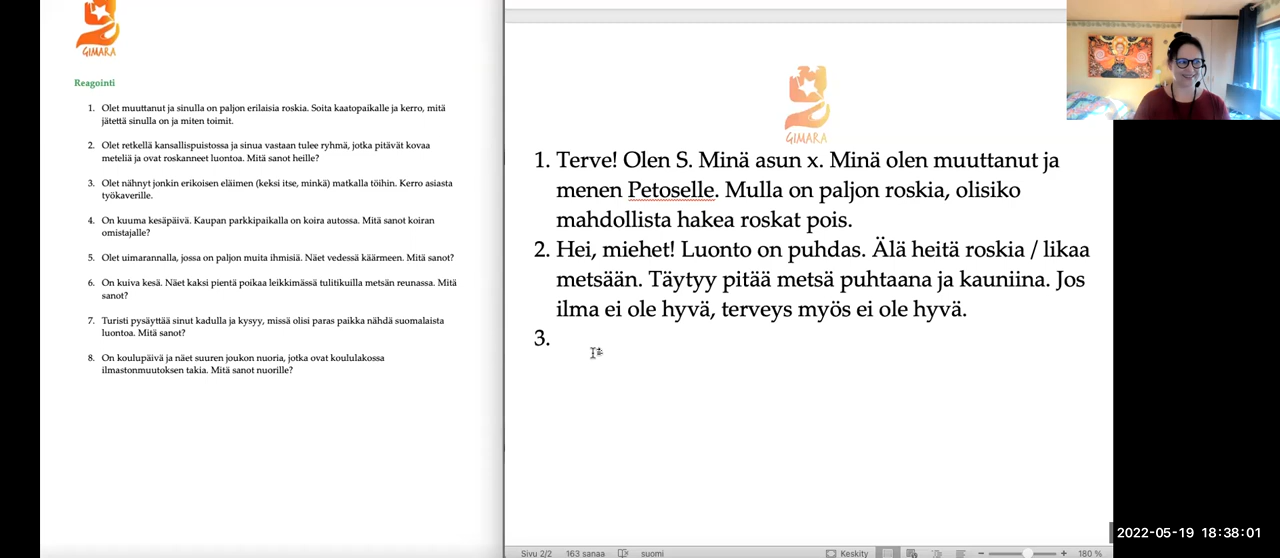 GIMARA
Reagointi
1. Olet muuttanut ja sinulla on paljon erilaisia roskia. Soita kaatopaikalle ja kerro, mitä
jätettä sinulla on ja miten toimit.
2. Olet retkellä kansallispuistossa ja sinua vastaan tulee ryhmä, jotka pitävät kovaa
meteliä ja ovat roskanneet luontoa. Mitä sanot heille?
3. Olet nähnyt jonkin erikoisen eläimen (keksi itse, minkä) matkalla töihin. Kerro asiasta
työkaverille.
4. On kuuma kesäpäivä. Kaupan parkkipaikalla on koira autossa. Mitä sanot koiran
omistajalle?
5. Olet uimarannalla, jossa on paljon muita ihmisiä. Näet vedessä käärmeen. Mitä sanot?
6. On kuiva kesä. Näet kaksi pientä poikaa leikkimässä tulitikuilla metsän reunassa. Mitä
sanot?
7. Turisti pysäyttää sinut kadulla ja kysyy, missä olisi paras paikka nähdä suomalaista
luontoa. Mitä sanot?
8. On koulupäivä ja näet suuren joukon nuoria, jotka ovat koululakossa
ilmastonmuutoksen takia. Mitä sanot nuorille?
GIMARA
1. Terve! Olen S. Minä asun x. Minä olen muuttanut ja
menen Petoselle. Mulla on paljon roskia, olisiko
mahdollista hakea roskat pois.
2. Hei, miehet! Luonto on puhdas. Älä heitä roskia / likaa
metsään. Täytyy pitää metsä puhtaana ja kauniina. Jos
ilma ei ole hyvä, terveys myös ei ole hyvä.
3.
Sivu 2/2 163 sanaa suomi Keskity 180 %
2022-05-19 18:38:01